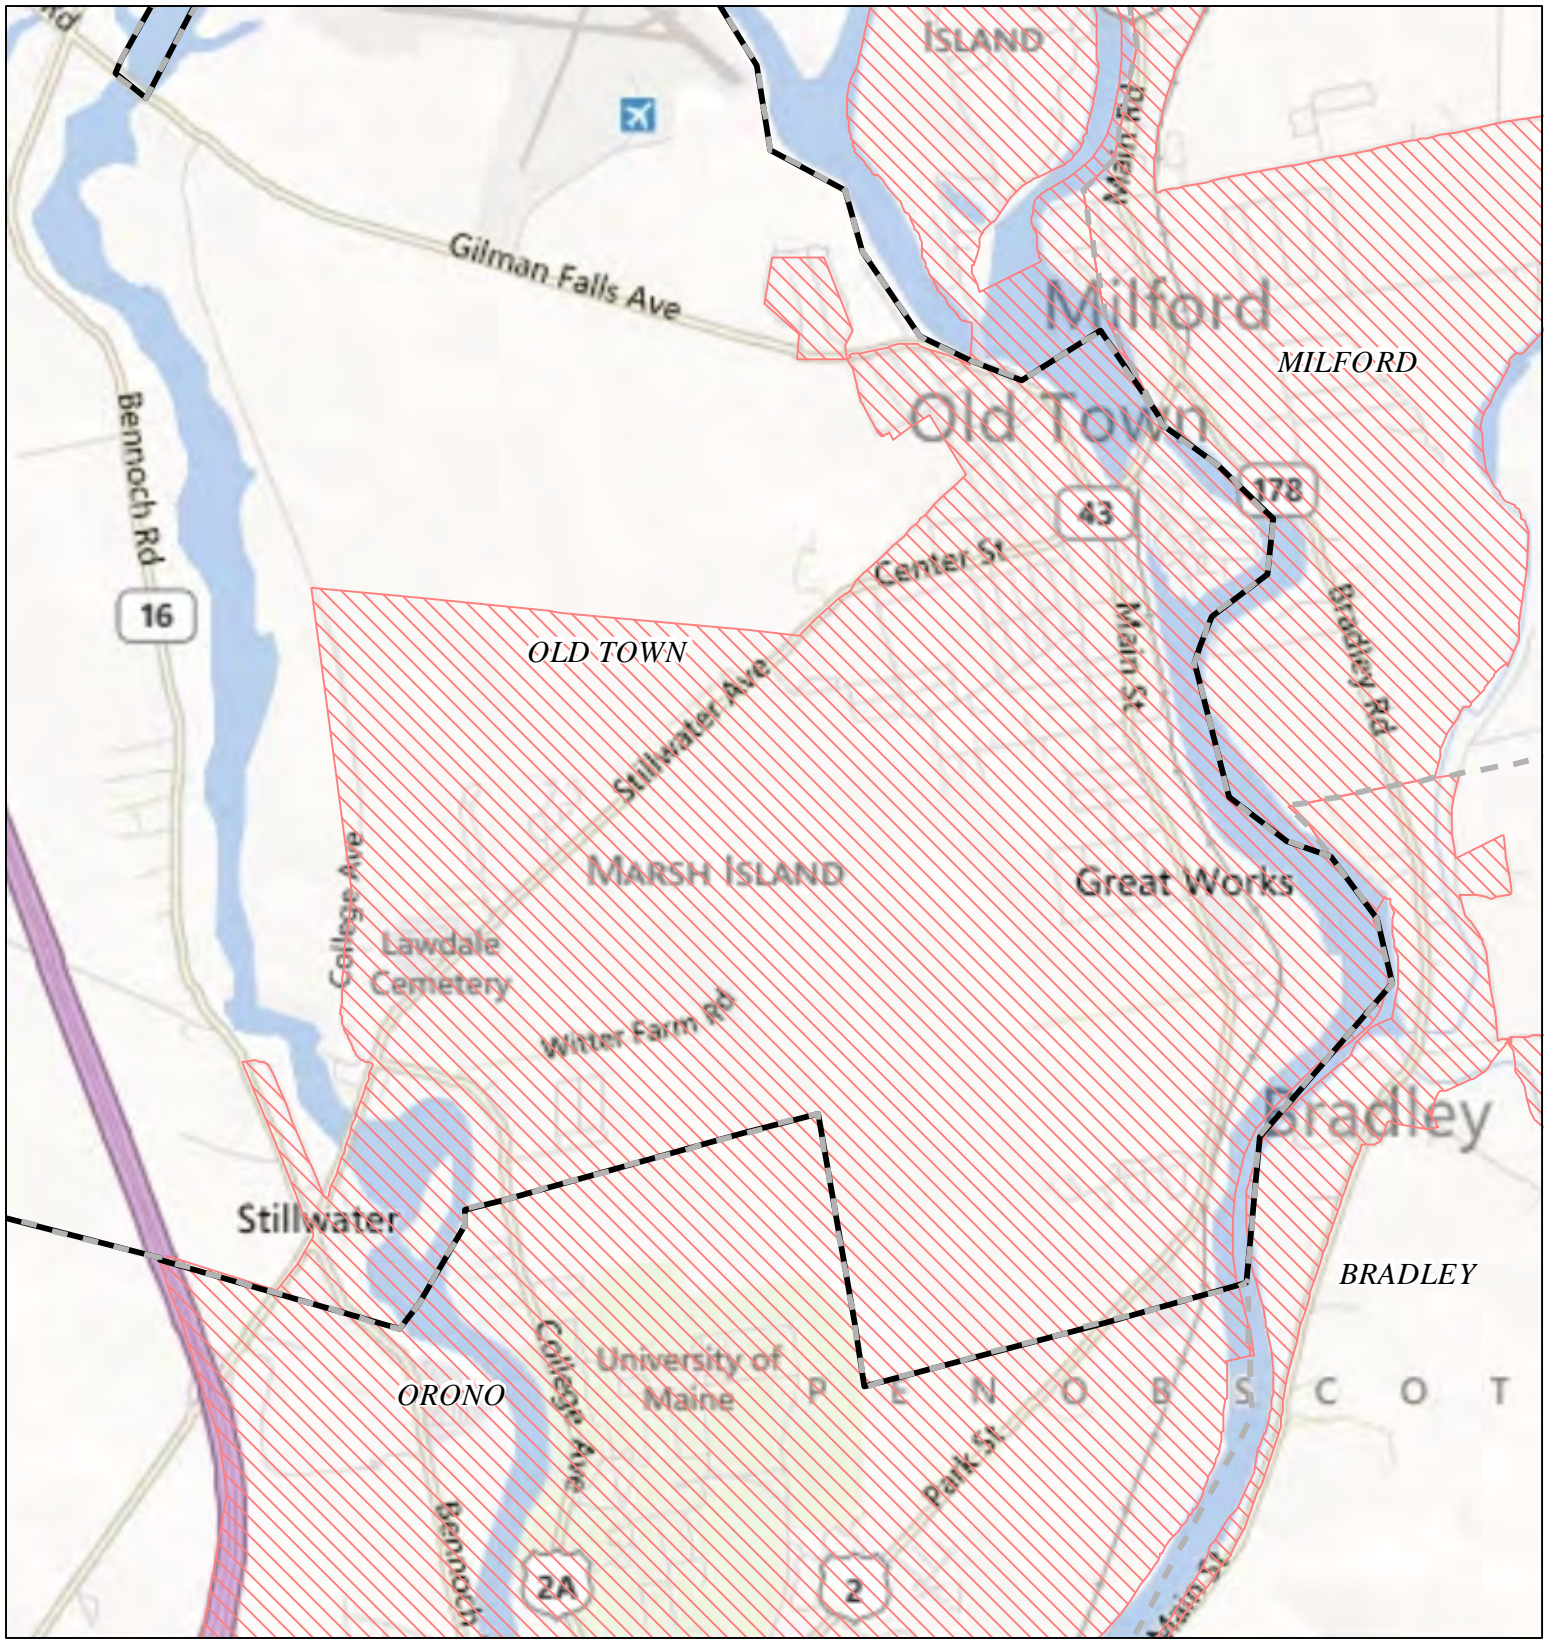 Rd
ISLAND
Main Rd
Gilman Falls Ave
Milford
MILFORD
Old Town
Bennoch Rd
178
43
Center St
16
OLD TOWN
Main St
Bradley Rd
Stillwater Ave
MARSH ISLAND
Great Works
College Ave
Lawdale
Cemetery
Witter Farm Rd
Bradley
Stillwater
BRADLEY
University of
Maine
College Ave
ORONO
P E N O B S C O T
Park St
Bennoch
2A
2
Main St